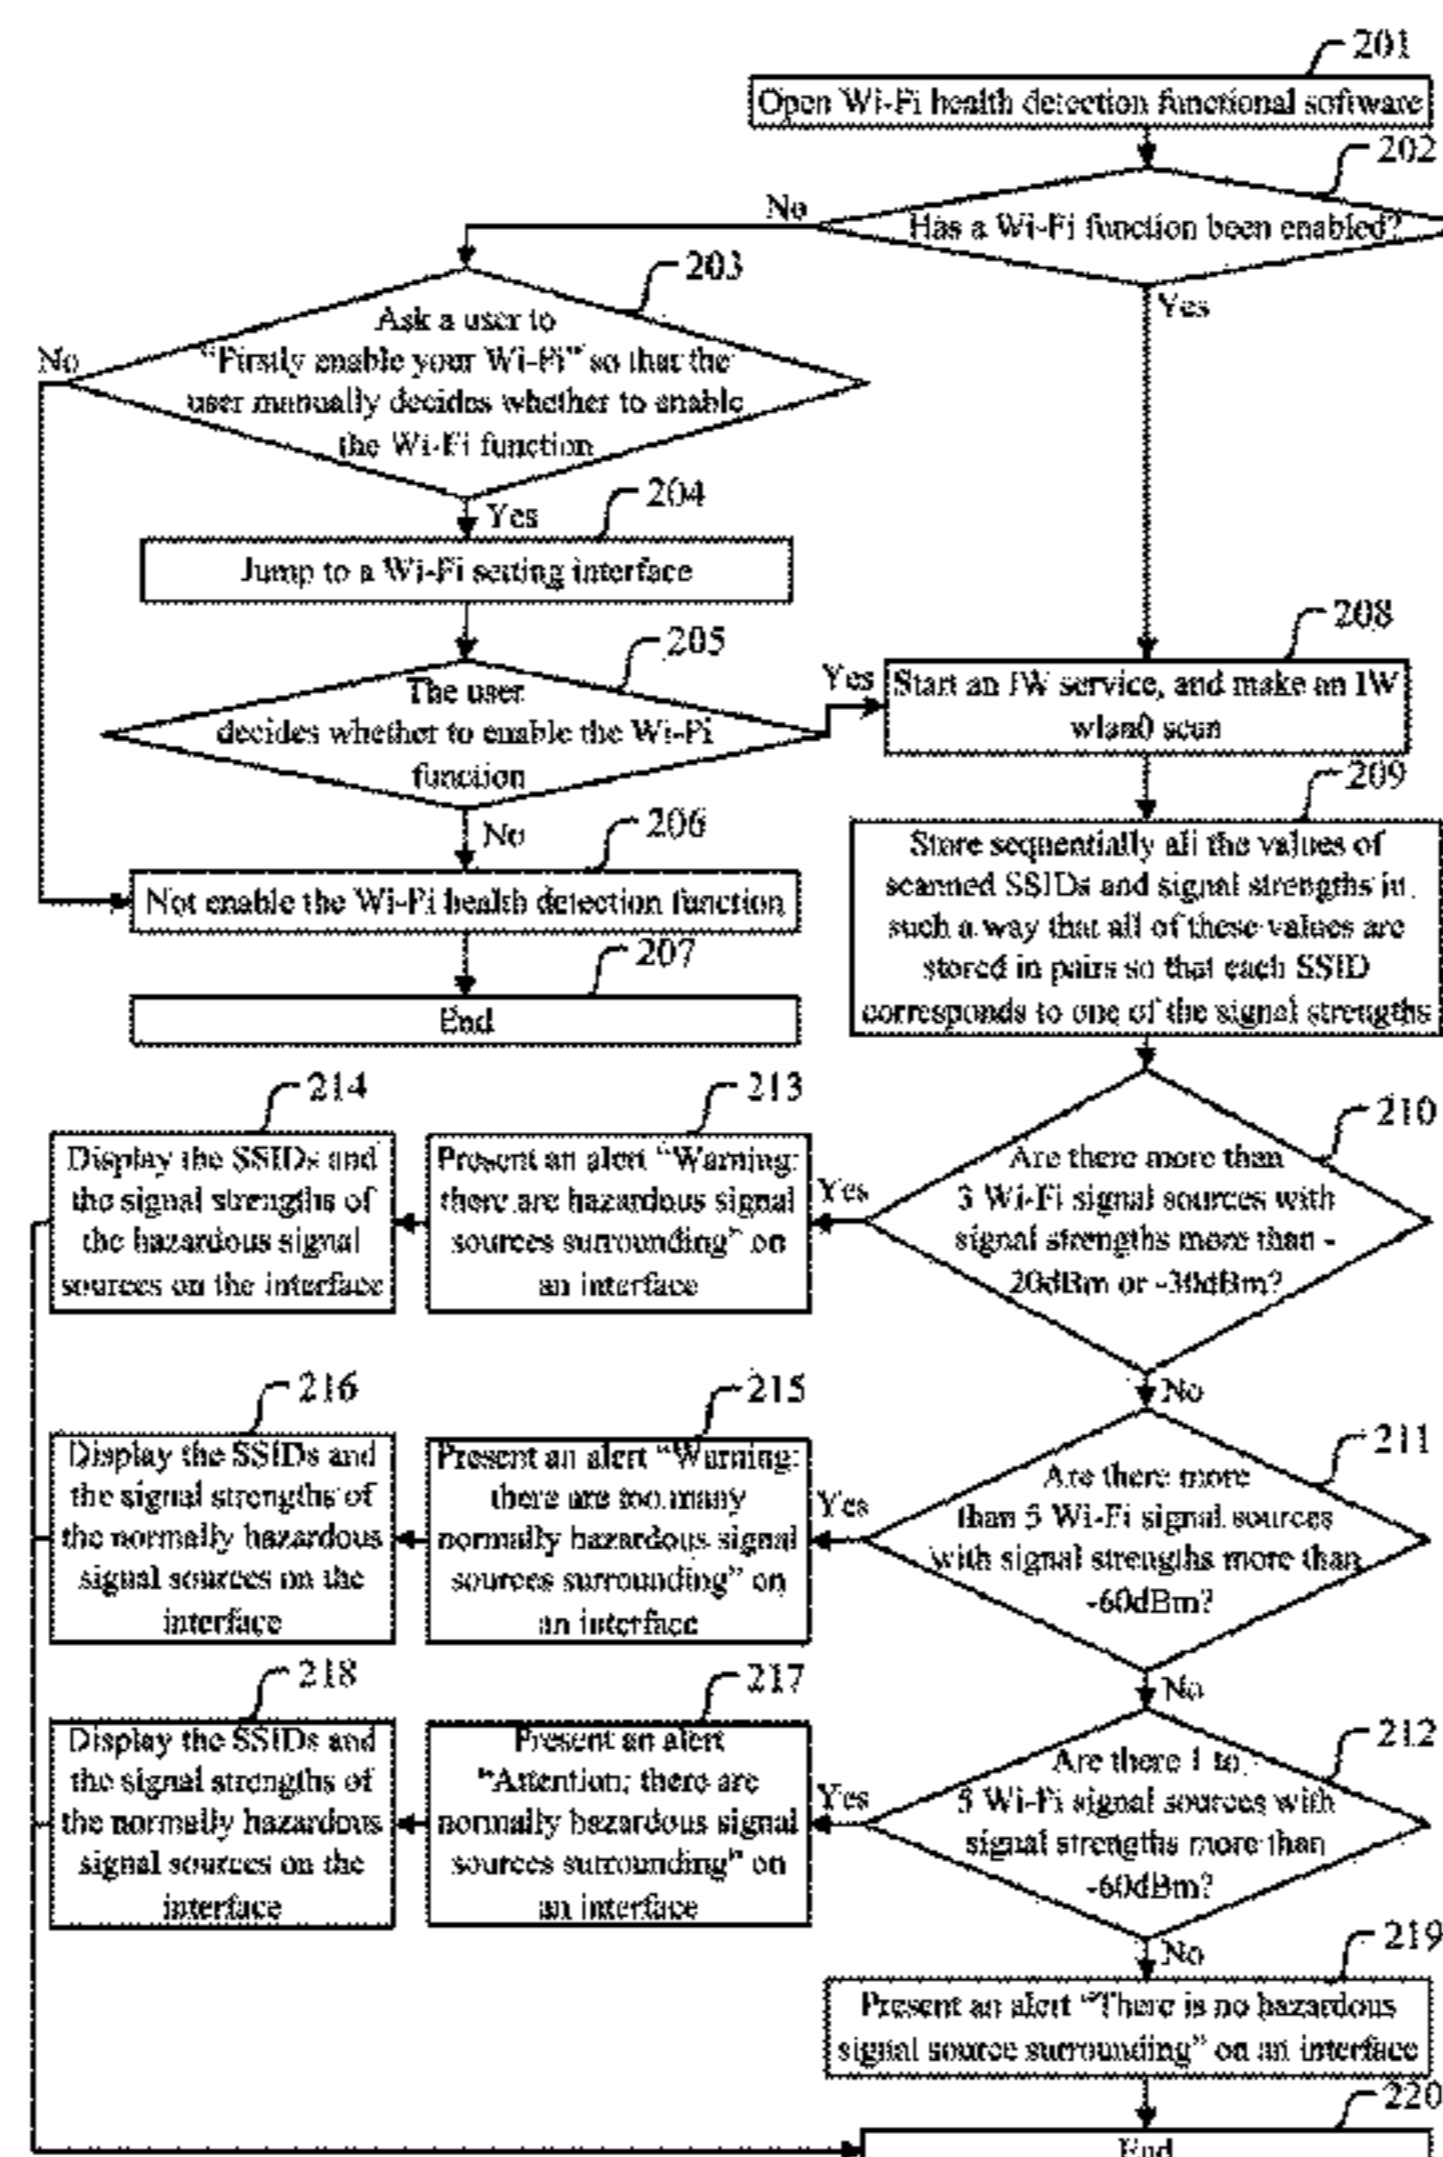 201
Open Wi-Fi health detection functional software
202
Has a Wi-Fi function been enabled?
No
Yes
203
Ask a user to
"Firstly enable your Wi-Fi" so that the
user manually decides whether to enable
the Wi-Fi function
No
Yes
204
Jump to a Wi-Fi setting interface
205
The user
decides whether to enable the Wi-Fi
function
Yes
No
206
Not enable the Wi-Fi health detection function
207
End
208
Start an IW service, and make an IW
wlan0 scan
209
Store sequentially all the values of
scanned SSIDs and signal strengths in
such a way that all of these values are
stored in pairs so that each SSID
corresponds to one of the signal strengths
210
Are there more than
3 Wi-Fi signal sources with
signal strengths more than -
20dBm or -30dBm?
Yes
No
213
Present an alert "Warning:
there are hazardous signal
sources surrounding" on
an interface
214
Display the SSIDs and
the signal strengths of
the hazardous signal
sources on the interface
211
Are there more
than 5 Wi-Fi signal sources
with signal strengths more than
-60dBm?
Yes
No
215
Present an alert "Warning:
there are too many
normally hazardous signal
sources surrounding" on
an interface
216
Display the SSIDs and
the signal strengths of
the normally hazardous
signal sources on the
interface
212
Are there 1 to
5 Wi-Fi signal sources with
signal strengths more than
-60dBm?
Yes
No
217
Present an alert
"Attention: there are
normally hazardous signal
sources surrounding" on
an interface
218
Display the SSIDs and
the signal strengths of
the normally hazardous
signal sources on the
interface
219
Present an alert "There is no hazardous
signal source surrounding" on an interface
220
End